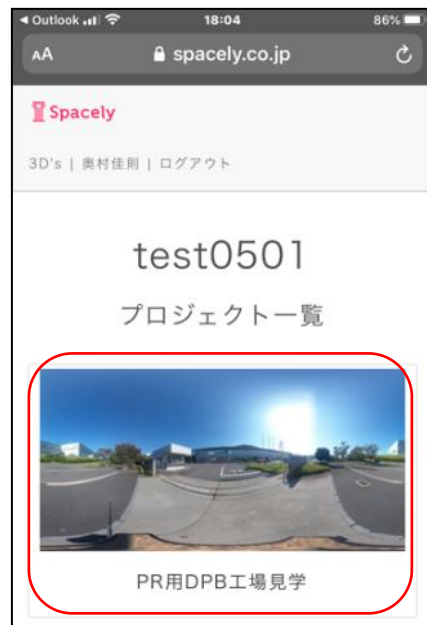 Outlook
18:04
86%
AA
spacely.co.jp
Spacely
3D's | 奥村佳則 | ログアウト
test0501
プロジェクト一覧
PR用DPB工場見学